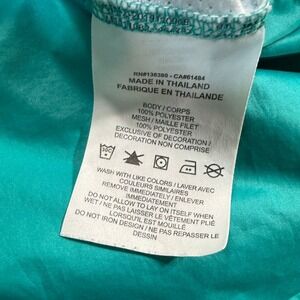 RN#138380 - CA#61494
MADE IN THAILAND
FABRIQUE EN THAILANDE
BODY / CORPS
100% POLYESTER
MESH / MAILLE FILET
100% POLYESTER
EXCLUSIVE OF DECORATION /
DECORATION NON COMPRISE
WASH WITH LIKE COLORS / LAVER AVEC
COULEURS SIMILAIRES
REMOVE IMMEDIATELY / ENLEVER
IMMEDIATEMENT
DO NOT ALLOW TO LAY ON ITSELF WHEN
WET / NE PAS LAISSER LE VÊTEMENT PLIÉ
LORSQU'IL EST MOUILLÉ
DO NOT IRON DESIGN / NE PAS REPASSER LE
DESSIN